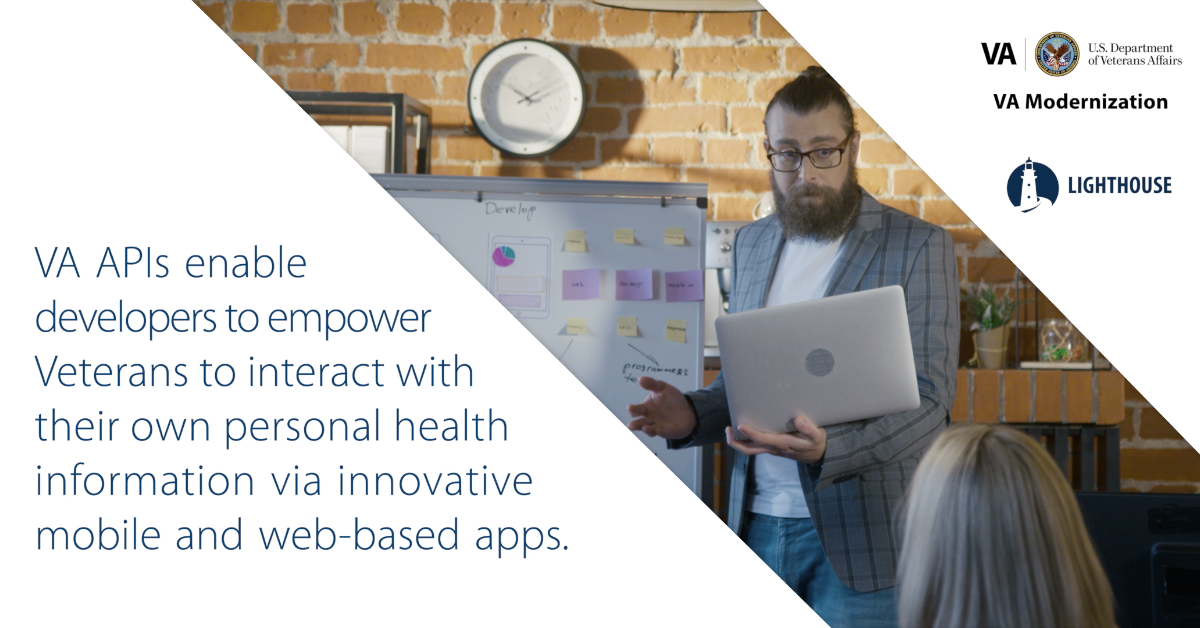 VA
U.S. Department
of Veterans Affairs
VA Modernization
LIGHTHOUSE
VA APIs enable
developers to empower
Veterans to interact with
their own personal health
information via innovative
mobile and web-based apps.
Develop
programmers